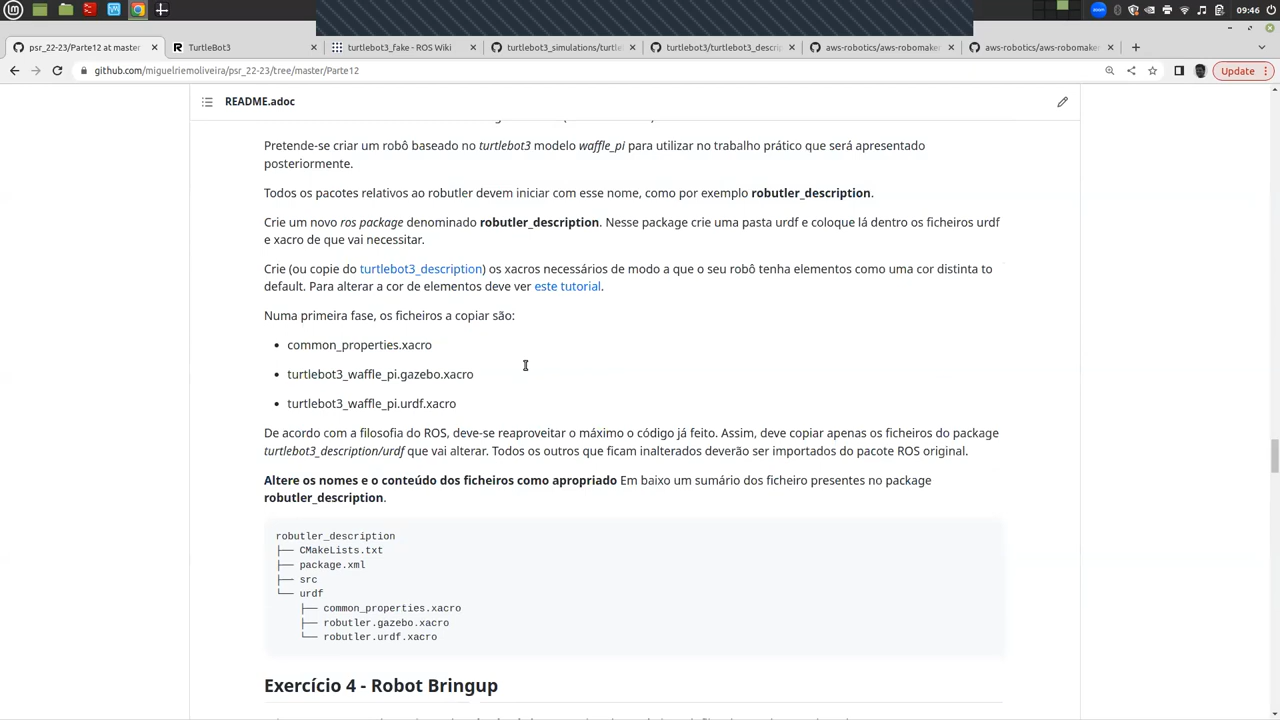 09:46
psr_22-23/Parte12 at master
TurtleBot3
turtlebot3_fake - ROS Wiki
turtlebot3_simulations/turtle
turtlebot3/turtlebot3_descrip
aws-robotics/aws-robomaker
aws-robotics/aws-robomaker
github.com/miguelriemoliveira/psr_22-23/tree/master/Parte12
Update
README.adoc
Pretende-se criar um robô baseado no turtlebot3 modelo waffle_pi para utilizar no trabalho prático que será apresentado
posteriormente.
Todos os pacotes relativos ao robutler devem iniciar com esse nome, como por exemplo robutler_description.
Crie um novo ros package denominado robutler_description. Nesse package crie uma pasta urdf e coloque lá dentro os ficheiros urdf
e xacro de que vai necessitar.
Crie (ou copie do turtlebot3_description) os xacros necessários de modo a que o seu robô tenha elementos como uma cor distinta to
default. Para alterar a cor de elementos deve ver este tutorial.
Numa primeira fase, os ficheiros a copiar são:
• common_properties.xacro
• turtlebot3_waffle_pi.gazebo.xacro
• turtlebot3_waffle_pi.urdf.xacro
De acordo com a filosofia do ROS, deve-se reaproveitar o máximo o código já feito. Assim, deve copiar apenas os ficheiros do package
turtlebot3_description/urdf que vai alterar. Todos os outros que ficam inalterados deverão ser importados do pacote ROS original.
Altere os nomes e o conteúdo dos ficheiros como apropriado Em baixo um sumário dos ficheiro presentes no package
robutler_description.
robutler_description
├── CMakeLists.txt
├── package.xml
├── src
└── urdf
    ├── common_properties.xacro
    ├── robutler.gazebo.xacro
    └── robutler.urdf.xacro
Exercício 4 - Robot Bringup